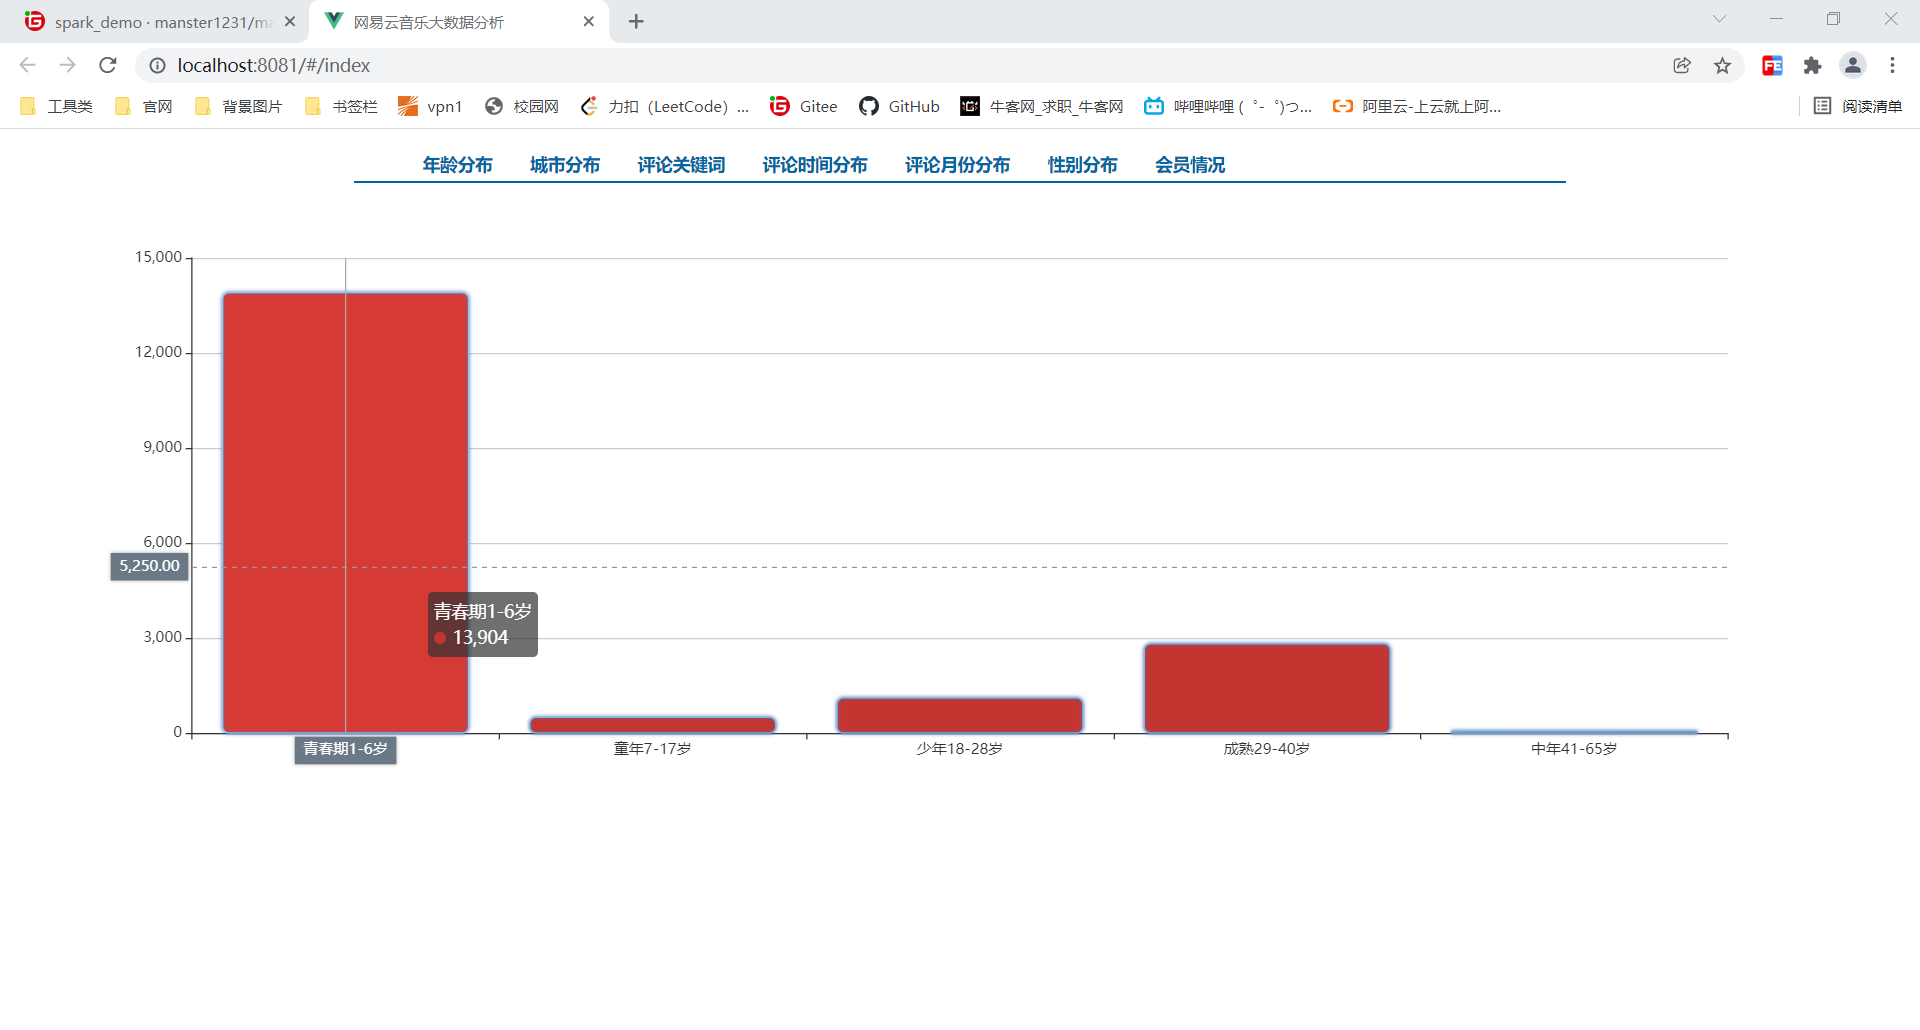 spark_demo · manster1231/ma
网易云音乐大数据分析
localhost:8081/#/index
工具类 官网 背景图片 书签栏 vpn1 校园网 力扣（LeetCode）... Gitee GitHub 牛客网_求职_牛客网 哔哩哔哩 (゜-゜)つ... 阿里云-上云就上阿... 阅读清单
年龄分布 城市分布 评论关键词 评论时间分布 评论月份分布 性别分布 会员情况
15,000
12,000
9,000
6,000
5,250.00
青春期1-6岁
13,904
3,000
0
青春期1-6岁 童年7-17岁 少年18-28岁 成熟29-40岁 中年41-65岁